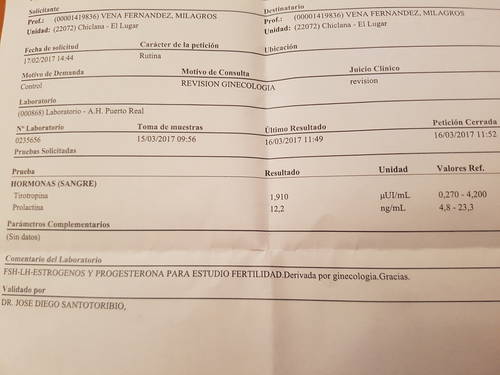 Solicitante Destinatario
Prof.: (00001419836) VENA FERNANDEZ, MILAGROS Prof.: (00001419836) VENA FERNANDEZ, MILAGROS
Unidad: (22072) Chiclana - El Lugar Unidad: (22072) Chiclana - El Lugar
Fecha de solicitud Carácter de la petición Ubicación
17/02/2017 14:44 Rutina
Motivo de Demanda Motivo de Consulta Juicio Clínico
Control REVISION GINECOLOGIA revision
Laboratorio
(000868) Laboratorio - A.H. Puerto Real
Nº Laboratorio Toma de muestras Último Resultado Petición Cerrada
0235656 15/03/2017 09:56 16/03/2017 11:49 16/03/2017 11:52
Pruebas Solicitadas
Prueba Resultado Unidad Valores Ref.
HORMONAS (SANGRE)
Tirotropina 1,910 µUI/mL 0,270 - 4,200
Prolactina 12,2 ng/mL 4,8 - 23,3
Parámetros Complementarios
(Sin datos)
Comentario del Laboratorio
FSH-LH-ESTROGENOS Y PROGESTERONA PARA ESTUDIO FERTILIDAD.Derivada por ginecologia.Gracias.
Validado por
DR. JOSE DIEGO SANTOTORIBIO,